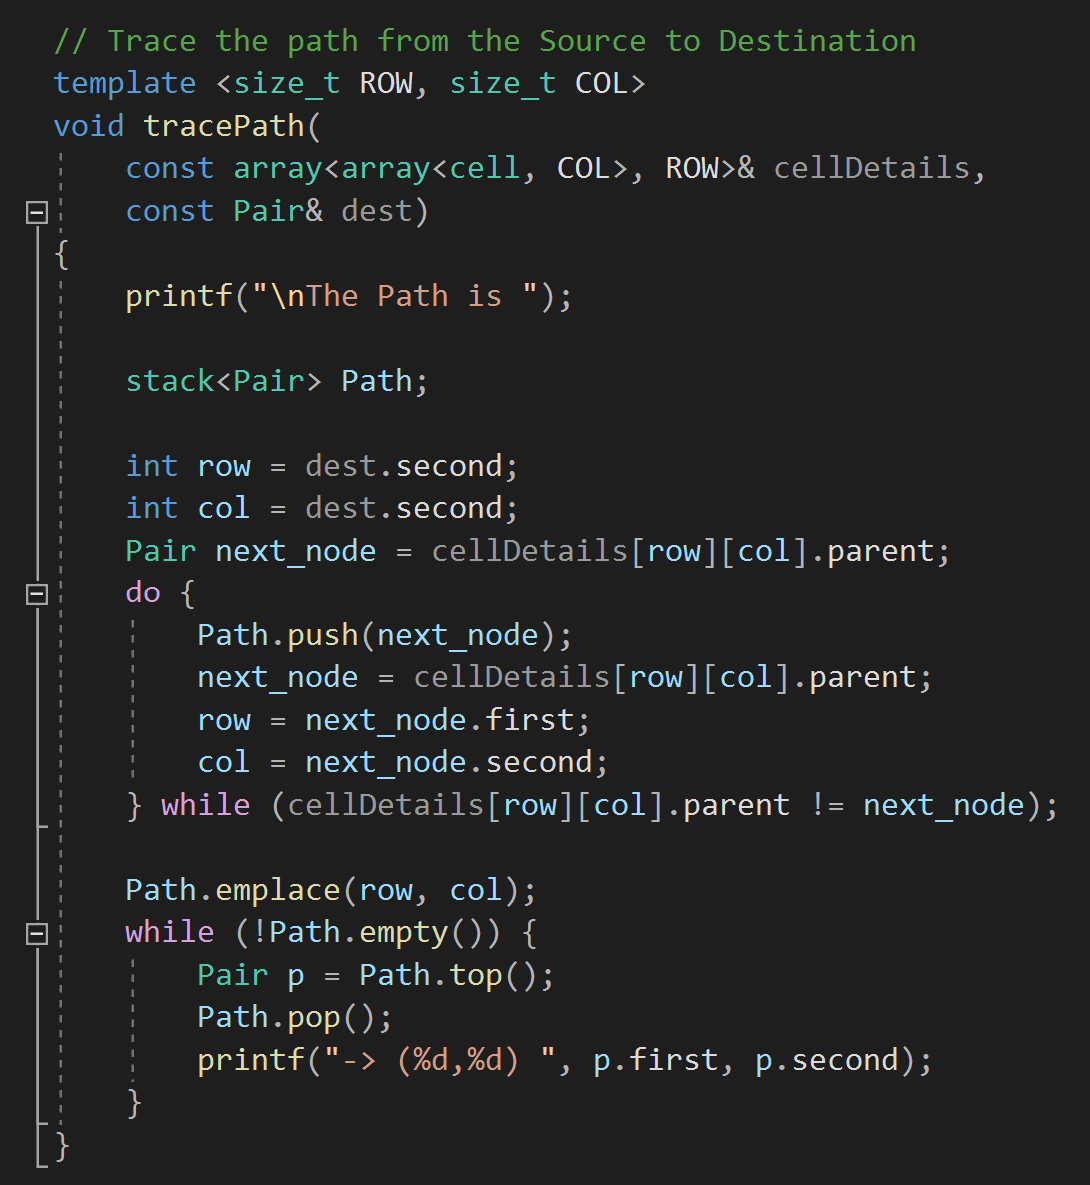 // Trace the path from the Source to Destination
template <size_t ROW, size_t COL>
void tracePath(
    const array<array<cell, COL>, ROW>& cellDetails,
    const Pair& dest)
{
    printf("\nThe Path is ");

    stack<Pair> Path;

    int row = dest.second;
    int col = dest.second;
    Pair next_node = cellDetails[row][col].parent;
    do {
        Path.push(next_node);
        next_node = cellDetails[row][col].parent;
        row = next_node.first;
        col = next_node.second;
    } while (cellDetails[row][col].parent != next_node);

    Path.emplace(row, col);
    while (!Path.empty()) {
        Pair p = Path.top();
        Path.pop();
        printf("-> (%d,%d) ", p.first, p.second);
    }
}